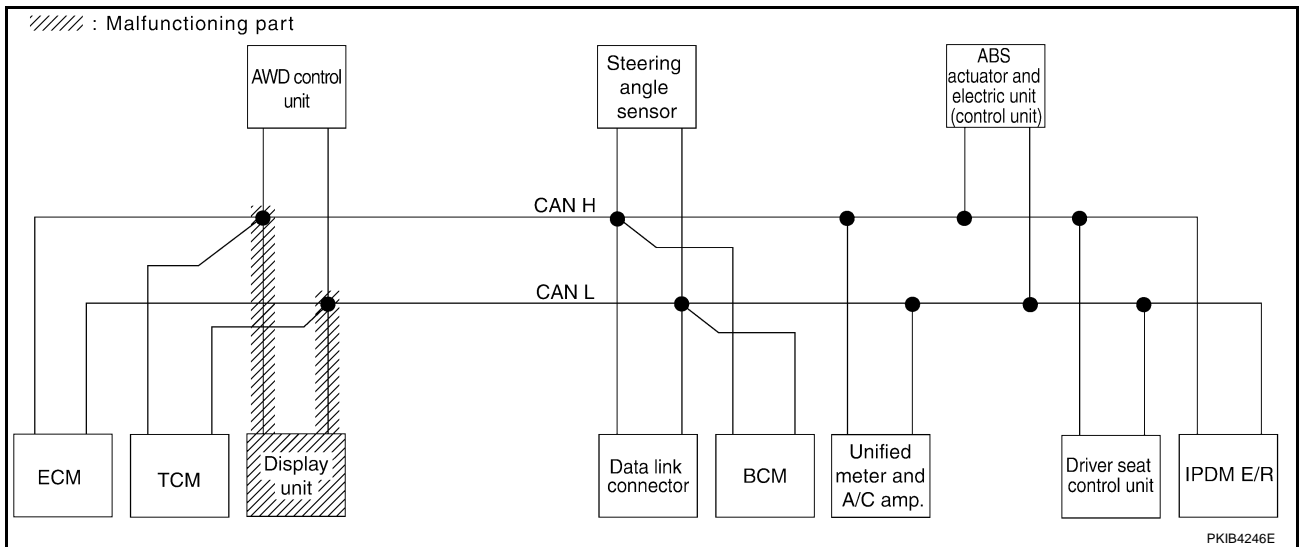 : Malfunctioning part
AWD control
unit
Steering
angle
sensor
ABS
actuator and
electric unit
(control unit)
CAN H
CAN L
ECM
TCM
Display
unit
Data link
connector
BCM
Unified
meter and
A/C amp.
Driver seat
control unit
IPDM E/R
PKIB4246E